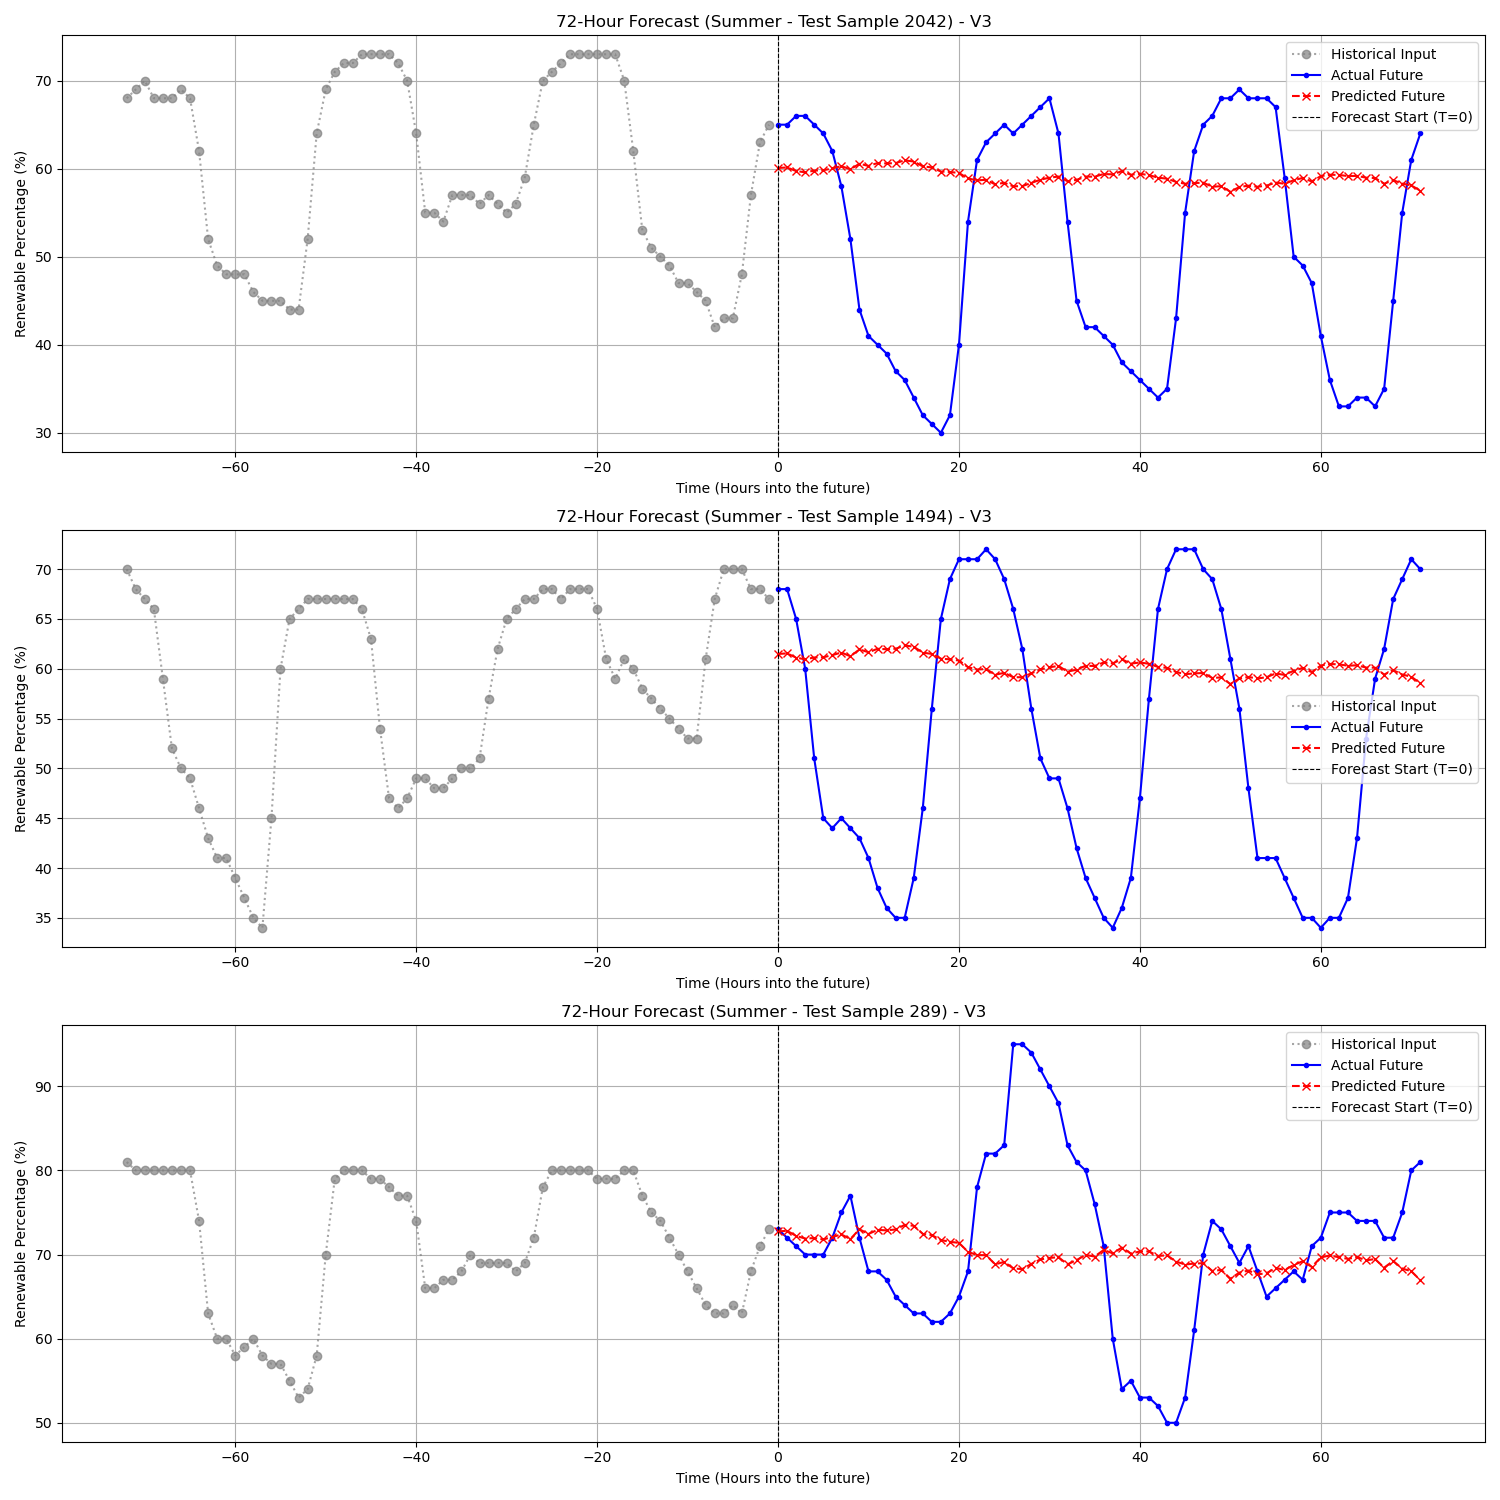 72-Hour Forecast (Summer - Test Sample 2042) - V3
Renewable Percentage (%)
70
60
50
40
30
Historical Input
Actual Future
Predicted Future
Forecast Start (T=0)
−60
−40
−20
0
20
40
60
Time (Hours into the future)
72-Hour Forecast (Summer - Test Sample 1494) - V3
Renewable Percentage (%)
70
65
60
55
50
45
40
35
Historical Input
Actual Future
Predicted Future
Forecast Start (T=0)
−60
−40
−20
0
20
40
60
Time (Hours into the future)
72-Hour Forecast (Summer - Test Sample 289) - V3
Renewable Percentage (%)
90
80
70
60
50
Historical Input
Actual Future
Predicted Future
Forecast Start (T=0)
−60
−40
−20
0
20
40
60
Time (Hours into the future)